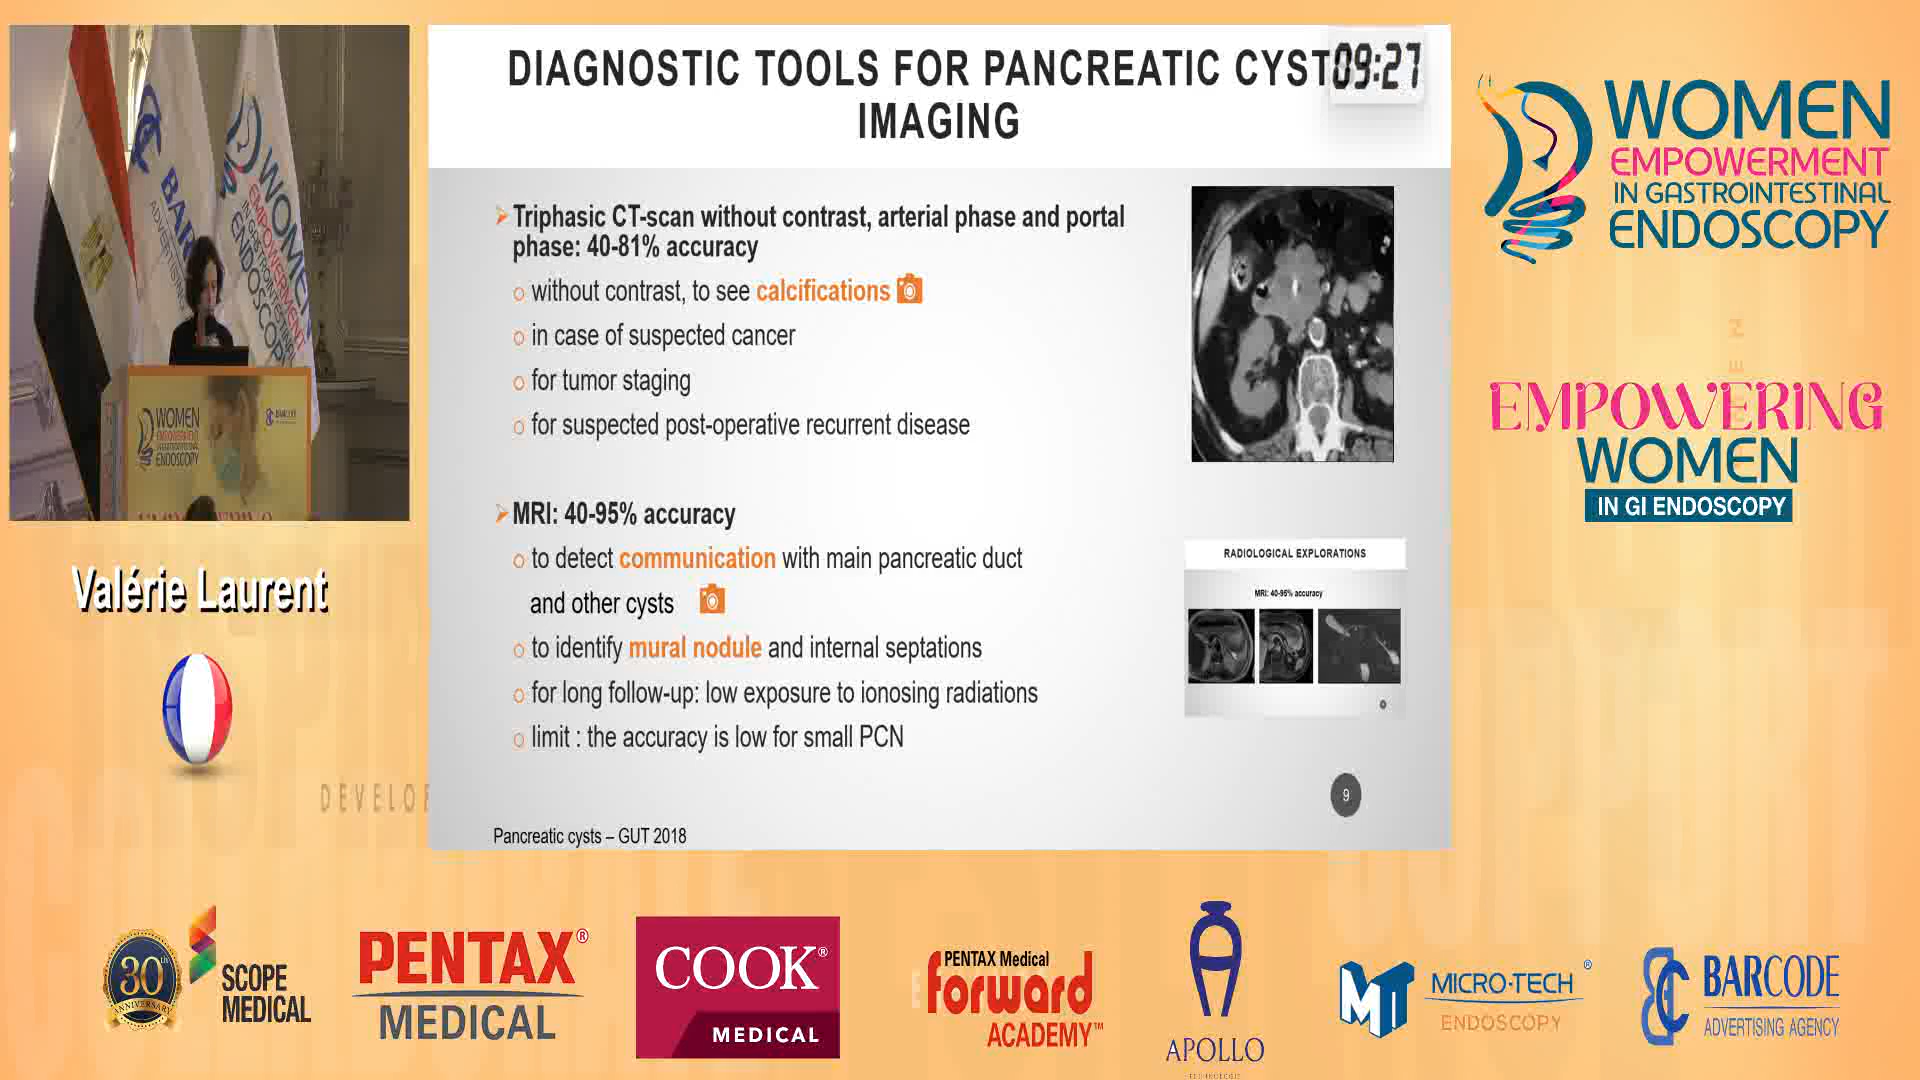 DIAGNOSTIC TOOLS FOR PANCREATIC CYST
IMAGING
09:27
Triphasic CT-scan without contrast, arterial phase and portal
phase: 40-81% accuracy
without contrast, to see calcifications
in case of suspected cancer
for tumor staging
for suspected post-operative recurrent disease
MRI: 40-95% accuracy
to detect communication with main pancreatic duct
and other cysts
to identify mural nodule and internal septations
for long follow-up: low exposure to ionosing radiations
limit : the accuracy is low for small PCN
RADIOLOGICAL EXPLORATIONS
MRI: 40-95% accuracy
9
Pancreatic cysts – GUT 2018
WOMEN
EMPOWERMENT
IN GASTROINTESTINAL
ENDOSCOPY
EMPOWERING
WOMEN
IN GI ENDOSCOPY
WOMEN
EMPOWERMENT
IN GASTROINTESTINAL
ENDOSCOPY
Valérie Laurent
DEVELO
30th
ANNIVERSARY
SCOPE
MEDICAL
PENTAX®
MEDICAL
COOK®
MEDICAL
PENTAX Medical
forward
ACADEMY™
APOLLO
MICRO-TECH®
ENDOSCOPY
BARCODE
ADVERTISING AGENCY